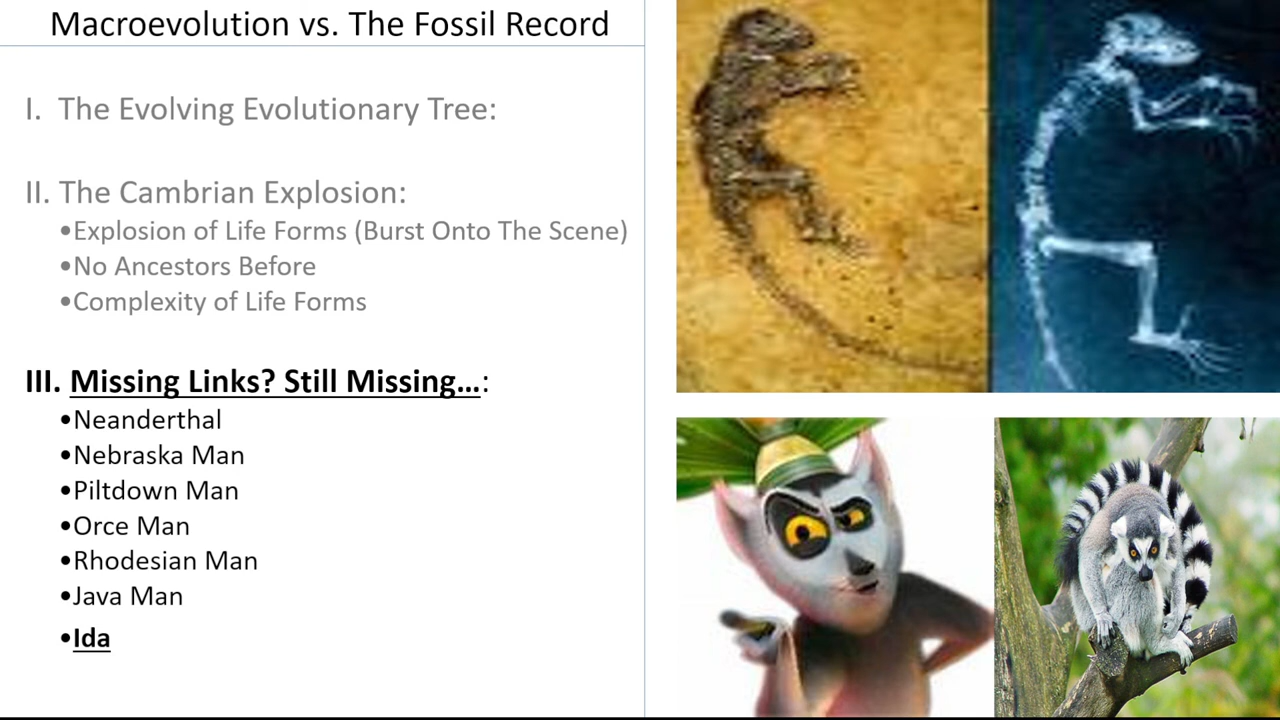 Macroevolution vs. The Fossil Record
I. The Evolving Evolutionary Tree:
II. The Cambrian Explosion:
•Explosion of Life Forms (Burst Onto The Scene)
•No Ancestors Before
•Complexity of Life Forms
III. Missing Links? Still Missing...:
•Neanderthal
•Nebraska Man
•Piltdown Man
•Orce Man
•Rhodesian Man
•Java Man
•Ida